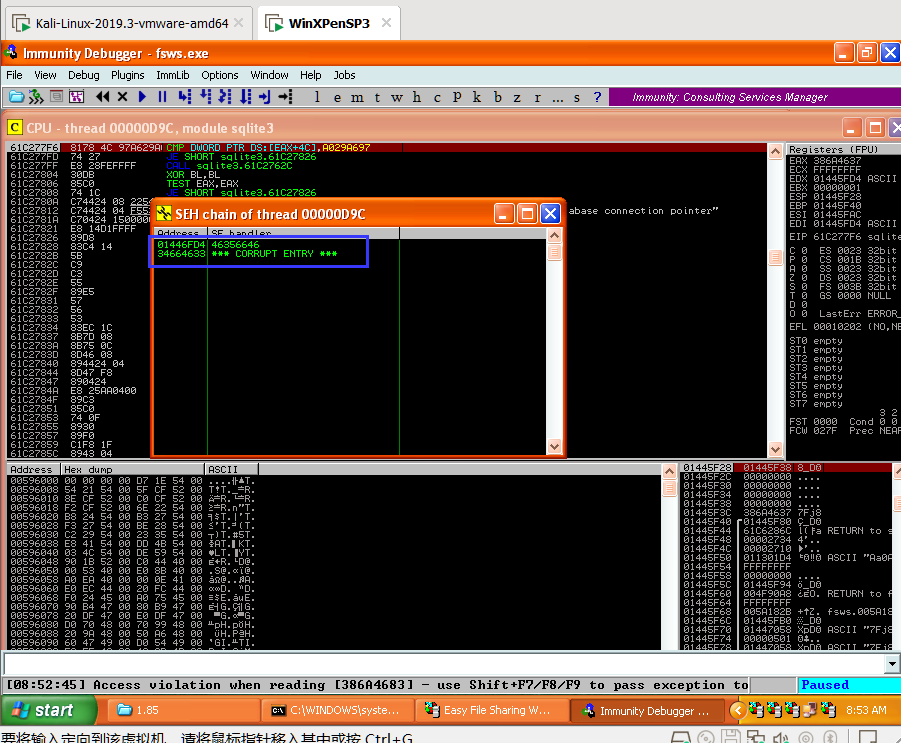 Kali-Linux-2019.3-vmware-amd64
WinXPenSP3
Immunity Debugger - fsws.exe
File View Debug Plugins ImmLib Options Window Help Jobs
l e m t w h c P k b z r ... s ?
Immunity: Consulting Services Manager
CPU - thread 00000D9C, module sqlite3
61C277F6 8178 4C 97A629A CMP DWORD PTR DS:[EAX+4C],A029A697
61C277FD 74 27 JE SHORT sqlite3.61C27826
61C277FF E8 28FEFFFF CALL sqlite3.61C2762C
61C27804 30DB XOR BL,BL
61C27806 85C0 TEST EAX,EAX
61C27808 74 1C JE SHORT sqlite3.61C27826
61C2780A C74424 08 225
61C27812 C74424 04 F55
abase connection pointer"
61C2781A C70424 1500000
61C27821 E8 14D1FFFF
61C27826 89D8
61C27828 83C4 14
61C2782B 5B
61C2782C C9
61C2782D C3
61C2782E 55
61C2782F 89E5
61C27831 57
61C27832 56
61C27833 53
61C27834 83EC 1C
61C27837 8B7D 08
61C2783A 8B75 0C
61C2783D 8D46 08
61C27840 894424 04
61C27844 8D47 F8
61C27847 890424
61C2784A E8 25AA0400
61C2784F 89C3
61C27851 85C0
61C27853 74 0F
61C27855 8930
61C27857 89F0
61C27859 C1F8 1F
61C2785C 8943 04
SEH chain of thread 00000D9C
Address SE handler
01446FD4 46356646
34664633 *** CORRUPT ENTRY ***
Registers (FPU)
EAX 386A4637
ECX FFFFFFFF
EDX 01445FD4 ASCII
EBX 00000001
ESP 01445F28
EBP 01445F40
ESI 01445FAC
EDI 01445FD4 ASCII
EIP 61C277F6 sqlite
C 0 ES 0023 32bit
P 0 CS 001B 32bit
A 0 SS 0023 32bit
Z 0 DS 0023 32bit
S 0 FS 003B 32bit
T 0 GS 0000 NULL
D 0
O 0 LastErr ERROR_
EFL 00010202 (NO,NE
ST0 empty
ST1 empty
ST2 empty
ST3 empty
ST4 empty
ST5 empty
ST6 empty
ST7 empty
3 2
FST 0000 Cond 0 0
FCW 027F Prec NEAR
Address Hex dump ASCII
00596000 00 00 00 00 D7 1E 54 00
00596008 54 21 54 00 5F CF 52 00
00596010 8E CF 52 00 C0 CF 52 00
00596018 F2 CF 52 00 6E 22 54 00
00596020 B8 24 54 00 B3 27 54 00
00596028 F3 27 54 00 BE 28 54 00
00596030 C2 29 54 00 23 35 54 00
00596038 E8 41 54 00 DD 4B 54 00
00596040 03 4C 54 00 DE 59 54 00
00596048 90 1B 52 00 C0 44 40 00
00596050 00 53 40 00 E0 8B 40 00
00596058 A0 EA 40 00 00 0E 41 00
00596060 E0 EC 44 00 20 FC 44 00
00596068 F0 24 45 00 A0 75 45 00
00596070 90 B4 47 00 80 B9 47 00
00596078 20 DF 47 00 E0 DF 47 00
00596080 D0 70 48 00 70 99 48 00
00596088 20 9A 48 00 50 A6 48 00
00596090 60 47 49 00 D0 54 49 00
01445F28 01445F38 8_D0
01445F2C 00000000 ....
01445F30 00000000 ....
01445F34 00000000 ....
01445F38 386A4637 7Fj8
01445F40 01445F80 Ç_D0
01445F44 61C6286C RETURN to s
01445F48 00002734 4'..
01445F4C 00002710
01445F50 011301D4 ASCII "Aa0A
01445F54 FFFFFFFF
01445F58 00000000 ....
01445F5C 01445F94 ö_D0
01445F60 004F90A8 RETURN to f
01445F64 FFFFFFFF
01445F68 005A182B fsws.005A18
01445F6C 01445FB0
01445F70 01447058 XpD0 ASCII "7Fj8
01445F74 00000501
01445F78 01447058 XpD0 ASCII "7Fj8
[08:52:45] Access violation when reading [386A4683] - use Shift+F7/F8/F9 to pass exception to
Paused
start
1.85
C:\WINDOWS\syste...
Easy File Sharing W...
Immunity Debugger ...
8:53 AM
要将输入定向到该虚拟机，请将鼠标指针移入其中或按 Ctrl+G